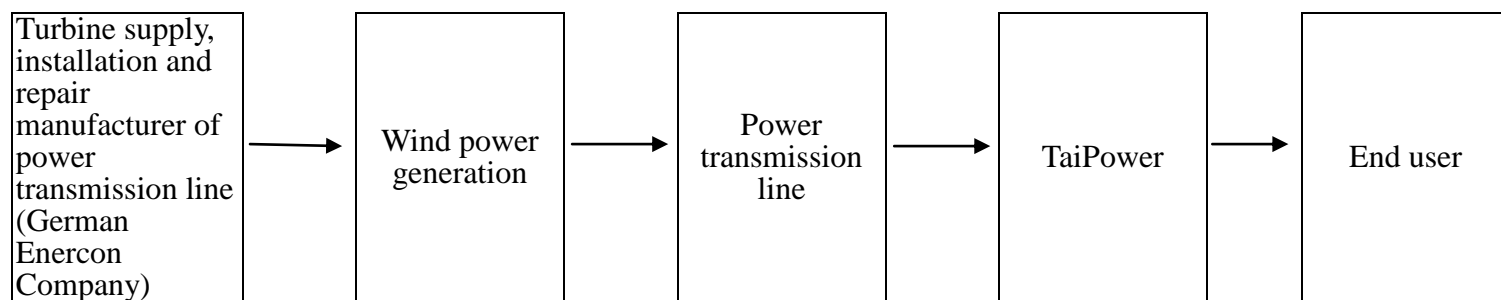 Turbine supply,
installation and
repair
manufacturer of
power
transmission line
(German
Enercon
Company)
Wind power
generation
Power
transmission
line
TaiPower
End user